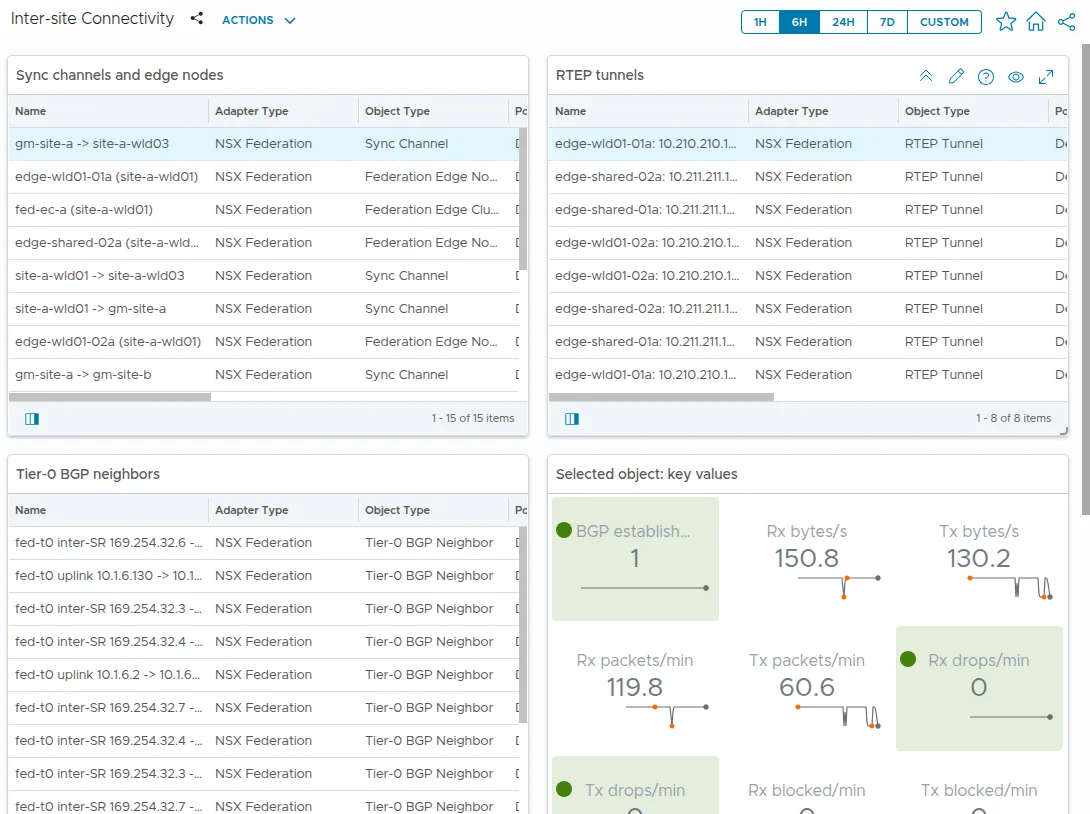 Inter-site Connectivity ACTIONS 1H 6H 24H 7D CUSTOM
Sync channels and edge nodes
Name Adapter Type Object Type
gm-site-a -> site-a-wld03 NSX Federation Sync Channel
edge-wld01-01a (site-a-wld01) NSX Federation Federation Edge No...
fed-ec-a (site-a-wld01) NSX Federation Federation Edge Clu...
edge-shared-02a (site-a-wld... NSX Federation Federation Edge No...
site-a-wld01 -> site-a-wld03 NSX Federation Sync Channel
site-a-wld01 -> gm-site-a NSX Federation Sync Channel
edge-wld01-02a (site-a-wld01) NSX Federation Federation Edge No...
gm-site-a -> gm-site-b NSX Federation Sync Channel
1 - 15 of 15 items
RTEP tunnels
Name Adapter Type Object Type
edge-wld01-01a: 10.210.210.1... NSX Federation RTEP Tunnel
edge-shared-02a: 10.211.211.1... NSX Federation RTEP Tunnel
edge-shared-01a: 10.211.211.1... NSX Federation RTEP Tunnel
edge-wld01-02a: 10.210.210.1... NSX Federation RTEP Tunnel
edge-wld01-02a: 10.210.210.1... NSX Federation RTEP Tunnel
edge-shared-02a: 10.211.211.1... NSX Federation RTEP Tunnel
edge-shared-01a: 10.211.211.1... NSX Federation RTEP Tunnel
edge-wld01-01a: 10.210.210.1... NSX Federation RTEP Tunnel
1 - 8 of 8 items
Tier-0 BGP neighbors
Name Adapter Type Object Type
fed-t0 inter-SR 169.254.32.6 -... NSX Federation Tier-0 BGP Neighbor
fed-t0 uplink 10.1.6.130 -> 10.1... NSX Federation Tier-0 BGP Neighbor
fed-t0 inter-SR 169.254.32.3 -... NSX Federation Tier-0 BGP Neighbor
fed-t0 inter-SR 169.254.32.4 -... NSX Federation Tier-0 BGP Neighbor
fed-t0 uplink 10.1.6.2 -> 10.1.6... NSX Federation Tier-0 BGP Neighbor
fed-t0 inter-SR 169.254.32.7 -... NSX Federation Tier-0 BGP Neighbor
fed-t0 inter-SR 169.254.32.4 -... NSX Federation Tier-0 BGP Neighbor
fed-t0 inter-SR 169.254.32.3 -... NSX Federation Tier-0 BGP Neighbor
fed-t0 inter-SR 169.254.32.7 -... NSX Federation Tier-0 BGP Neighbor
Selected object: key values
BGP establish... Rx bytes/s Tx bytes/s
1 150.8 130.2
Rx packets/min Tx packets/min Rx drops/min
119.8 60.6 0
Tx drops/min Rx blocked/min Tx blocked/min